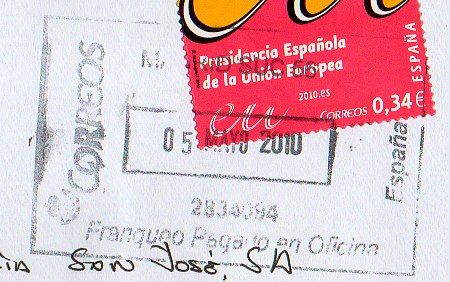 Presidencia Española
de la Unión Europea
2010.es
eu
CORREOS 0,34€
ESPAÑA
CORREOS
05 MAYO 2010
España
2834094
Franqueo Pagado en Oficina
San José, S/A